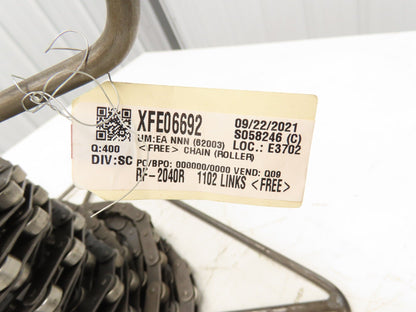 XFE06692
09/22/2021
S058246 (C)
UM:EA NNN (62003) LOC.: E3702
Q:400 <FREE> CHAIN (ROLLER)
DIV:SC PO/BPO: 000000/0000 VEND: Q09
RF-2040R 1102 LINKS <FREE>